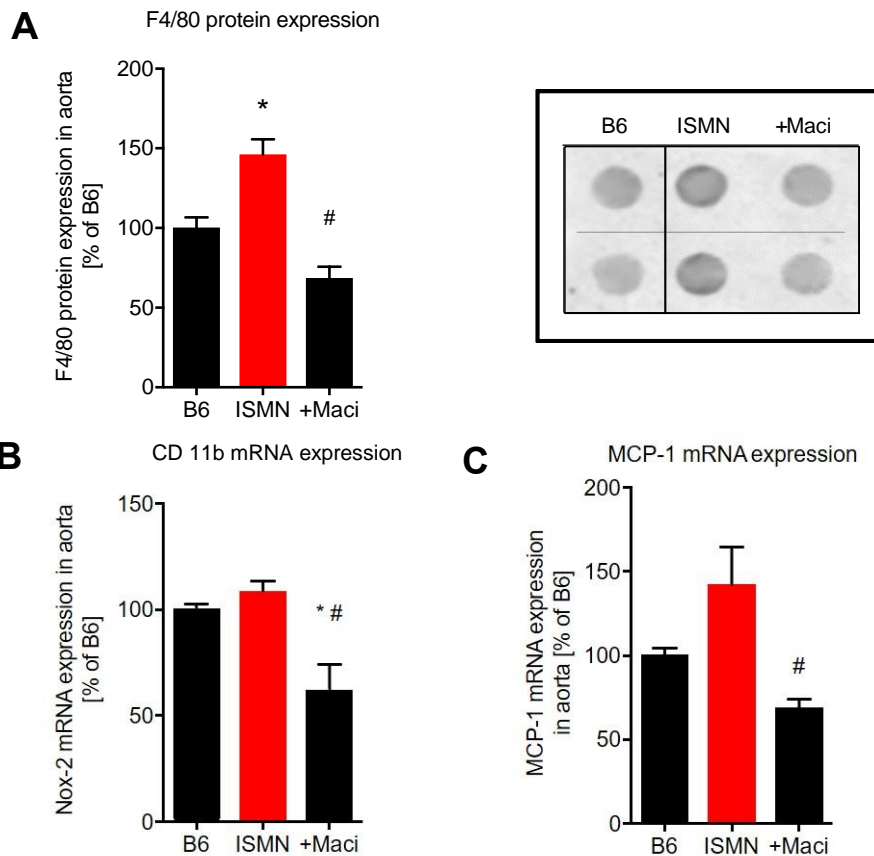 A
F4/80 protein expression
F4/80 protein expression in aorta
[% of B6]
200
150
100
50
0
*
#
B6 ISMN +Maci
B6 ISMN +Maci
B
CD 11b mRNA expression
Nox-2 mRNA expression in aorta
[% of B6]
150
100
50
0
* #
B6 ISMN +Maci
C
MCP-1 mRNA expression
MCP-1 mRNA expression
in aorta [% of B6]
200
150
100
50
0
#
B6 ISMN +Maci